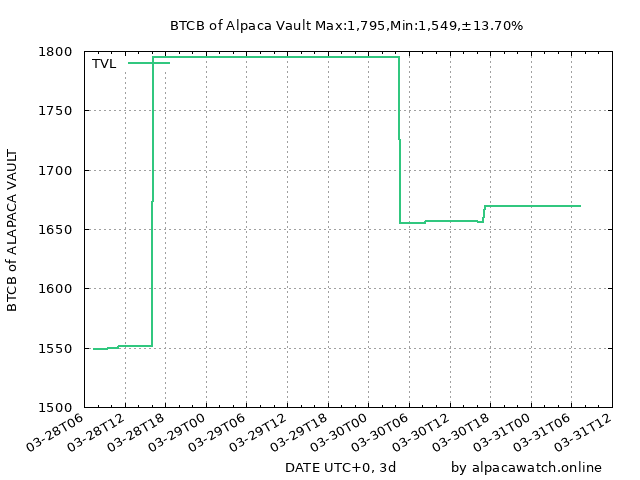 BTCB of Alpaca Vault Max:1,795,Min:1,549,±13.70%
TVL
1800
1750
1700
1650
1600
1550
1500
BTCB of ALAPACA VAULT
03-28T06
03-28T12
03-28T18
03-29T00
03-29T06
03-29T12
03-29T18
03-30T00
03-30T06
03-30T12
03-30T18
03-31T00
03-31T06
03-31T12
DATE UTC+0, 3d
by alpacawatch.online